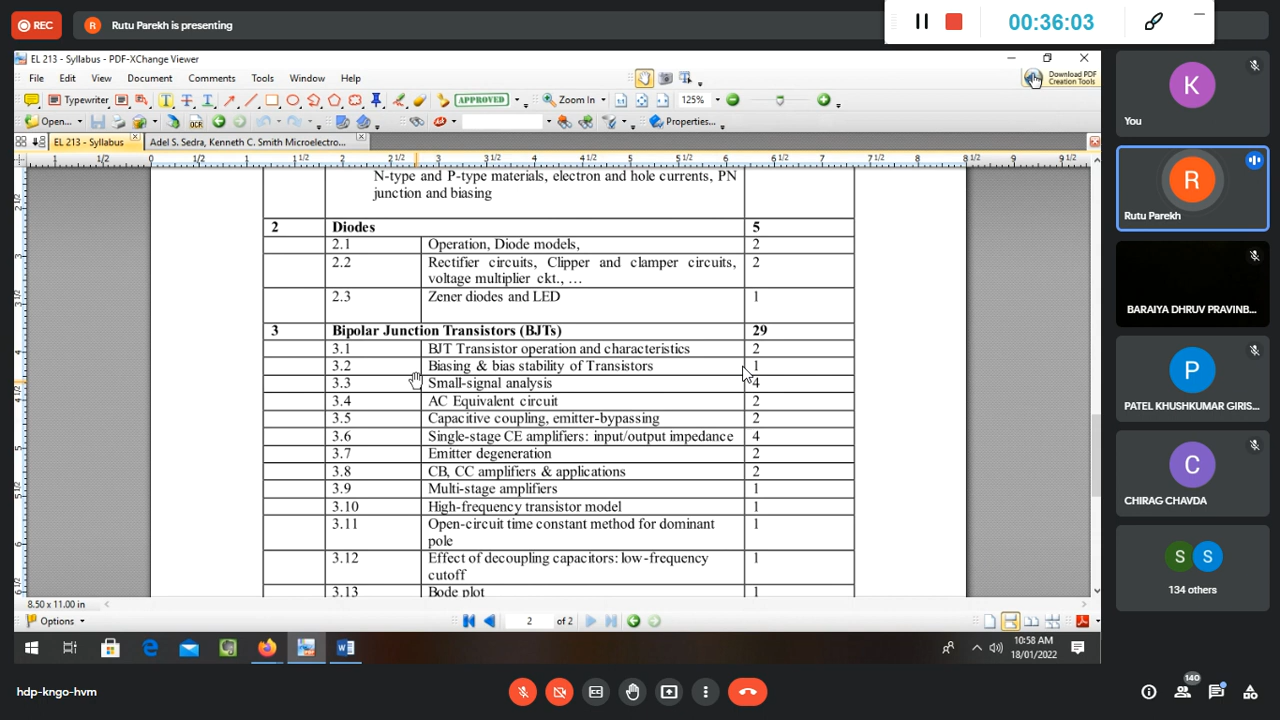 REC
Rutu Parekh is presenting
00:36:03
EL 213 - Syllabus - PDF-XChange Viewer
File Edit View Document Comments Tools Window Help
Download PDF
Creation Tools
Typewriter
APPROVED
Zoom In
125%
Open...
OCR
Properties...
EL 213 - Syllabus
Adel S. Sedra, Kenneth C. Smith Microelectro...
N-type and P-type materials, electron and hole currents, PN
junction and biasing
2 Diodes 5
2.1 Operation, Diode models, 2
2.2 Rectifier circuits, Clipper and clamper circuits, 2
voltage multiplier ckt., …
2.3 Zener diodes and LED 1
3 Bipolar Junction Transistors (BJTs) 29
3.1 BJT Transistor operation and characteristics 2
3.2 Biasing & bias stability of Transistors 1
3.3 Small-signal analysis 4
3.4 AC Equivalent circuit 2
3.5 Capacitive coupling, emitter-bypassing 2
3.6 Single-stage CE amplifiers: input/output impedance 4
3.7 Emitter degeneration 2
3.8 CB, CC amplifiers & applications 2
3.9 Multi-stage amplifiers 1
3.10 High-frequency transistor model 1
3.11 Open-circuit time constant method for dominant 1
pole
3.12 Effect of decoupling capacitors: low-frequency 1
cutoff
3.13 Bode plot 1
8.50 x 11.00 in
Options
2 of 2
10:58 AM
18/01/2022
K
You
R
Rutu Parekh
BARAIYA DHRUV PRAVINB...
P
PATEL KHUSHKUMAR GIRIS...
C
CHIRAG CHAVDA
S S
134 others
hdp-kngo-hvm
140